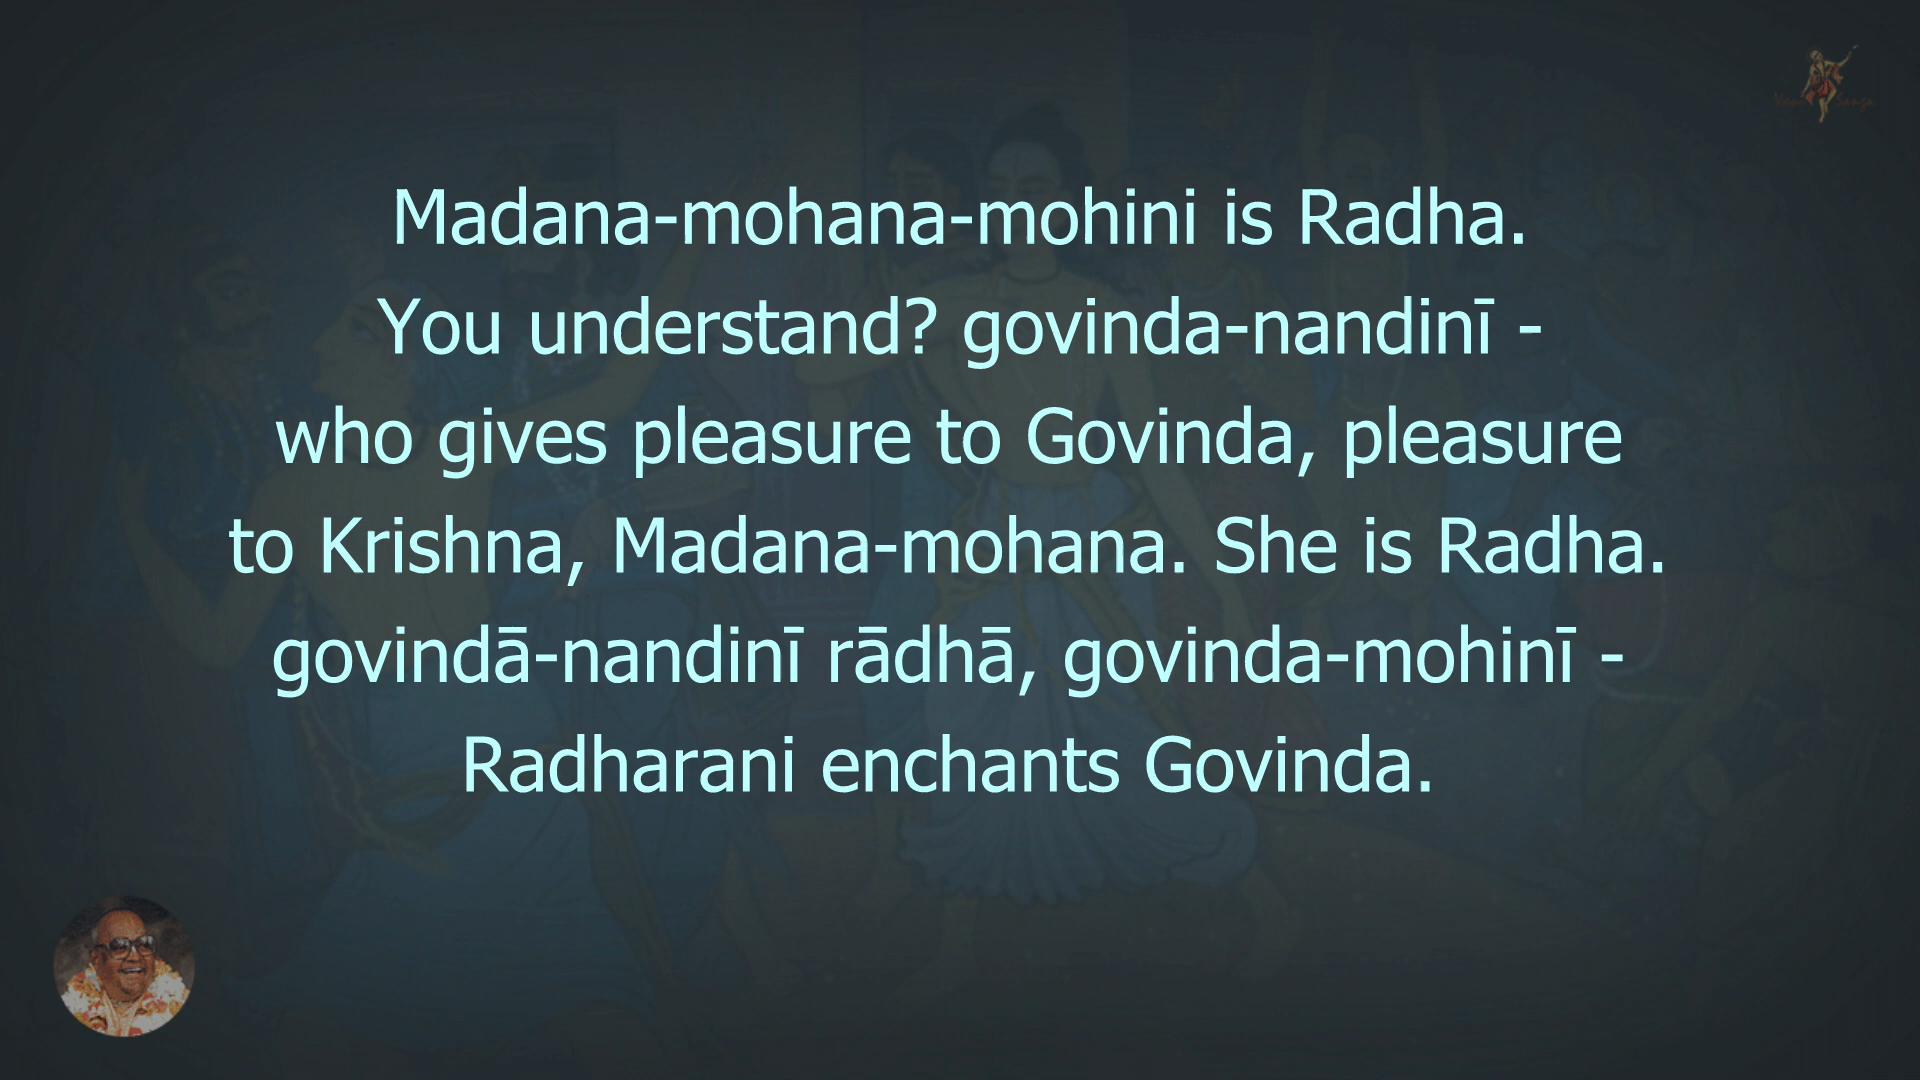 Madana-mohana-mohini is Radha.
You understand? govinda-nandinī -
who gives pleasure to Govinda, pleasure
to Krishna, Madana-mohana. She is Radha.
govindā-nandinī rādhā, govinda-mohinī -
Radharani enchants Govinda.